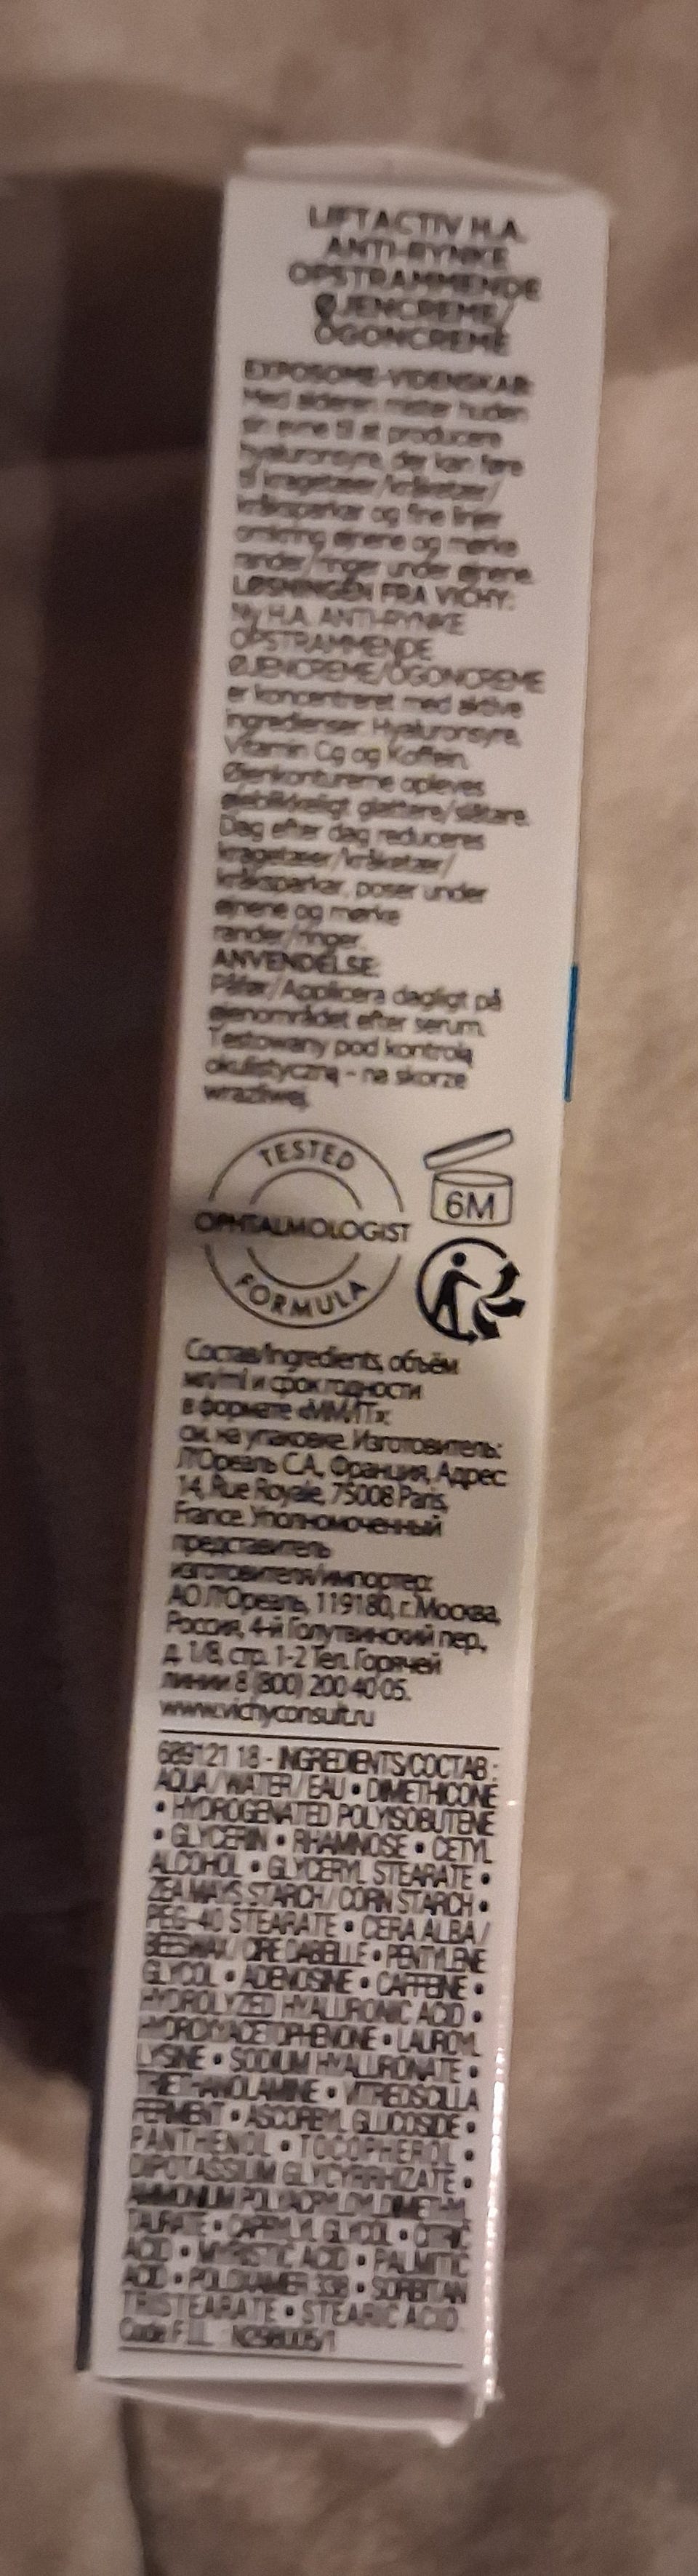 LIFTACTIV H.A.
ANTI-RYNKE
OPSTRAMMENDE
ØJENCREME/
ÖGONCREME
EXPOSOME-VIDENSKAB:
Med alderen mister huden
sin evne til at producere
hyaluronsyre, der kan føre
til kragetæer/kråketær/
kråksparkar og fine linjer
omkring øjnene og mørke
rander/ringer under øjnene.
LØSNINGEN FRA VICHY:
Ny H.A. ANTI-RYNKE
OPSTRAMMENDE
ØJENCREME/ÖGONCREME
er koncentreret med aktive
ingredienser: Hyaluronsyre,
Vitamin Cg og Koffein.
Øjenkonturerne opleves
øjeblikkeligt glattere/slätare.
Dag efter dag reduceres
kragetæer/kråketær/
kråksparkar, poser under
øjnene og mørke
rander/ringer.
ANVENDELSE:
Påfør/Applicera dagligt på
øjenområdet efter serum.
Testowany pod kontrolą
okulistyczną - na skórze
wrażliwej.
TESTED
OPHTALMOLOGIST
FORMULA
6M
Состав/Ingredients, объём
мл/ml и срок годности
в формате «ММ/ГГ»:
см. на упаковке. Изготовитель:
Л'Ореаль С.А., Франция, Адрес
14, Rue Royale, 75008 Paris,
France. Уполномоченный
представитель
изготовителя/импортер:
АО Л'Ореаль, 119180, г. Москва,
Россия, 4-й Голутвинский пер.,
д. 1/8, стр. 1-2 Тел. Горячей
линии 8 (800) 200 40 05.
www.vichyconsult.ru
689121 18 - INGREDIENTS/СОСТАВ :
AQUA / WATER / EAU • DIMETHICONE
• HYDROGENATED POLYISOBUTENE
• GLYCERIN • RHAMNOSE • CETYL
ALCOHOL • GLYCERYL STEARATE •
ZEA MAYS STARCH / CORN STARCH •
PEG-40 STEARATE • CERA ALBA /
BEESWAX / CIRE DABEILLE • PENTYLENE
GLYCOL • ADENOSINE • CAFFEINE •
HYDROLYZED HYALURONIC ACID •
HYDROXYACETOPHENONE • LAUROYL
LYSINE • SODIUM HYALURONATE •
TRIETHANOLAMINE • VITREOSCILLA
FERMENT • ASCORBYL GLUCOSIDE •
PANTHENOL • TOCOPHEROL •
DIPOTASSIUM GLYCYRRHIZATE •
AMMONIUM POLYACRYLOYLDIMETHYL
TAURATE • CAPRYLYL GLYCOL • CITRIC
ACID • MYRISTIC ACID • PALMITIC
ACID • POLOXAMER 338 • SORBITAN
TRISTEARATE • STEARIC ACID.
Code F.I.L.